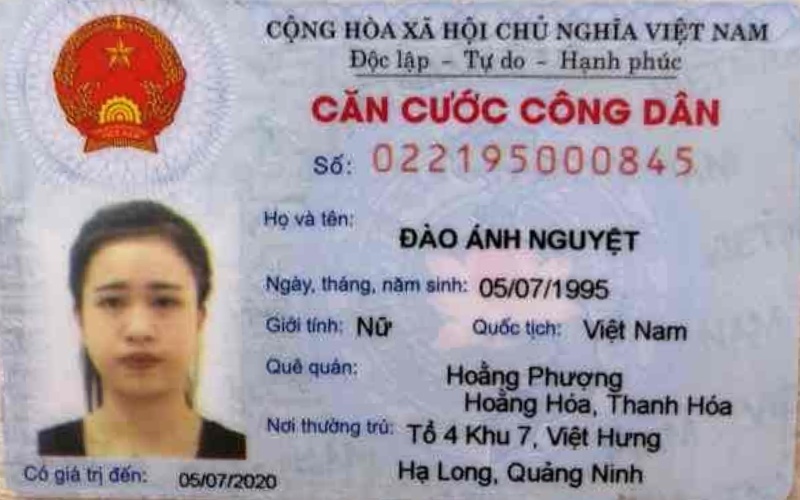 CỘNG HÒA XÃ HỘI CHỦ NGHĨA VIỆT NAM
Độc lập - Tự do - Hạnh phúc
CĂN CƯỚC CÔNG DÂN
Số: 022195000845
Họ và tên:
ĐÀO ÁNH NGUYỆT
Ngày, tháng, năm sinh: 05/07/1995
Giới tính: Nữ Quốc tịch: Việt Nam
Quê quán: Hoằng Phượng
Hoằng Hóa, Thanh Hóa
Nơi thường trú: Tổ 4 Khu 7, Việt Hưng
Hạ Long, Quảng Ninh
Có giá trị đến: 05/07/2020